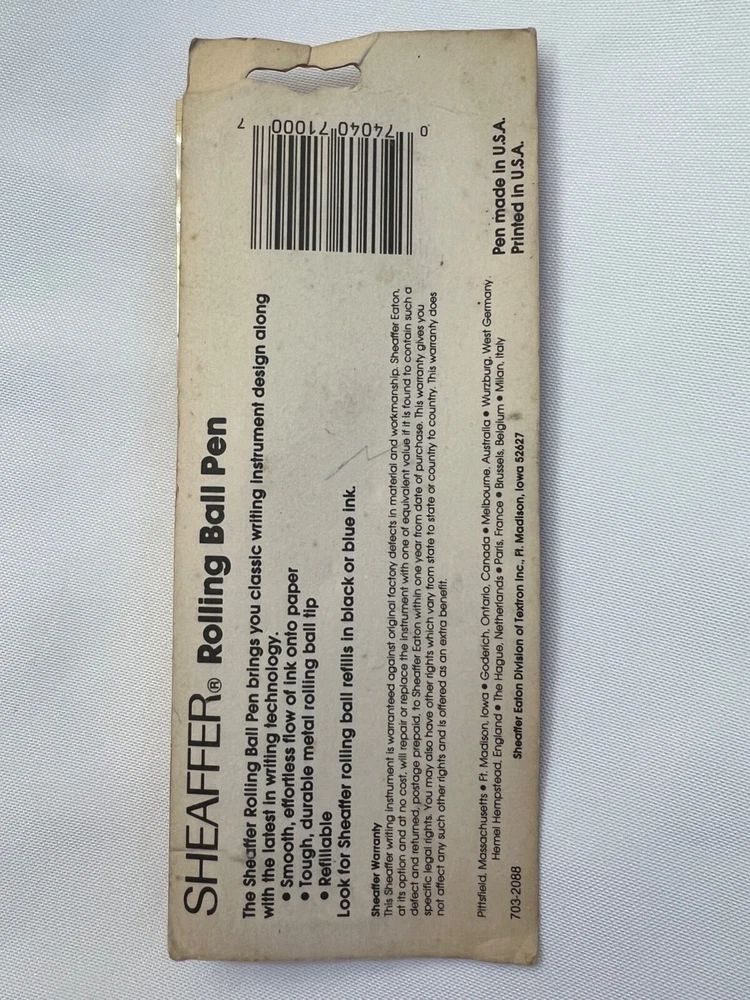 SHEAFFER® Rolling Ball Pen
The Sheaffer Rolling Ball Pen brings you classic writing instrument design along
with the latest in writing technology.
• Smooth, effortless flow of ink onto paper
• Tough, durable metal rolling ball tip
• Refillable
Look for Sheaffer rolling ball refills in black or blue ink.
Sheaffer Warranty
This Sheaffer writing instrument is warranteed against original factory defects in material and workmanship. Sheaffer Eaton,
at its option and at no cost, will repair or replace the instrument with one of equivalent value if it is found to contain such a
defect and returned, postage prepaid, to Sheaffer Eaton within one year from date of purchase. This warranty gives you
specific legal rights. You may also have other rights which vary from state to state or country to country. This warranty does
not affect any such other rights and is offered as an extra benefit.
Pittsfield, Massachusetts • Ft. Madison, Iowa • Goderich, Ontario, Canada • Melbourne, Australia • Wurzburg, West Germany
Hemel Hempstead, England • The Hague, Netherlands • Paris, France • Brussels, Belgium • Milan, Italy
703-2088
Sheaffer Eaton Division of Textron Inc., Ft. Madison, Iowa 52627
Pen made in U.S.A.
Printed in U.S.A.
0 74040 71000 7